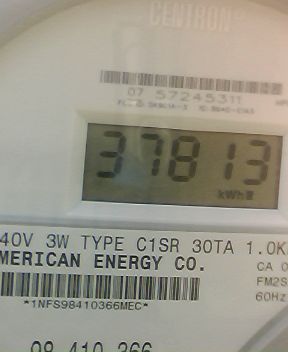 CENTRON
07 57245311
37813
kWh
40V 3W TYPE C1SR 30TA 1.0K
MERICAN ENERGY CO.
CA 0
FM2S
60Hz
*1NFS98410366MEC*
98 410 366